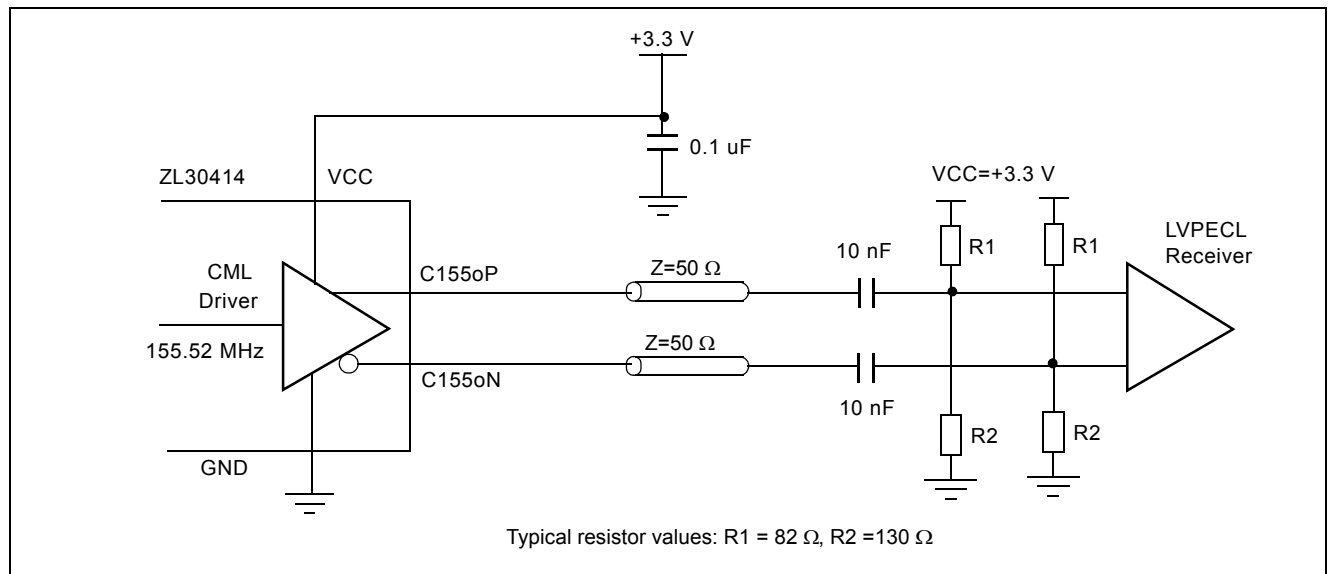 +3.3 V
0.1 uF
ZL30414
VCC
VCC=+3.3 V
R1
R1
LVPECL
Receiver
10 nF
Z=50 Ω
C155oP
CML
Driver
155.52 MHz
Z=50 Ω
C155oN
10 nF
R2
R2
GND
Typical resistor values: R1 = 82 Ω, R2 =130 Ω